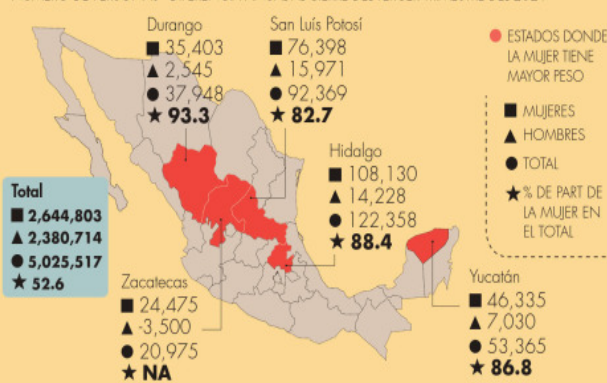 Durango
■ 35,403
▲ 2,545
● 37,948
★ 93.3
San Luís Potosí
■ 76,398
▲ 15,971
● 92,369
★ 82.7
● ESTADOS DONDE
LA MUJER TIENE
MAYOR PESO
■ MUJERES
▲ HOMBRES
● TOTAL
★ % DE PART DE
LA MUJER EN
EL TOTAL
Hidalgo
■ 108,130
▲ 14,228
● 122,358
★ 88.4
Total
■ 2,644,803
▲ 2,380,714
● 5,025,517
★ 52.6
Zacatecas
■ 24,475
▲ -3,500
● 20,975
★ NA
Yucatán
■ 46,335
▲ 7,030
● 53,365
★ 86.8